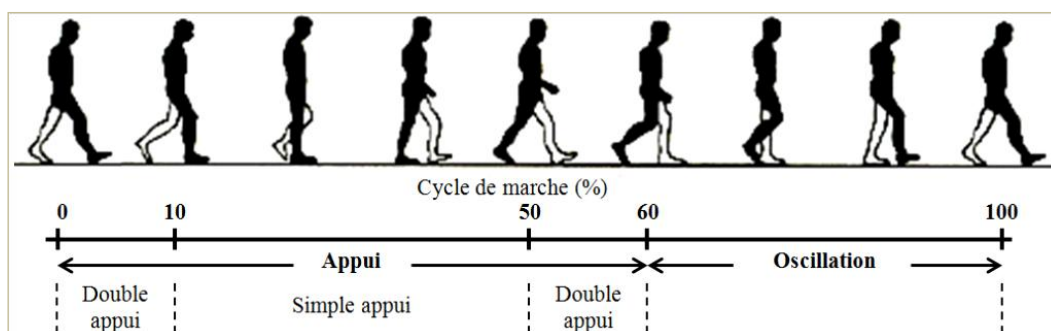 Cycle de marche (%)
0 10 50 60 100
Appui Oscillation
Double appui Simple appui Double appui